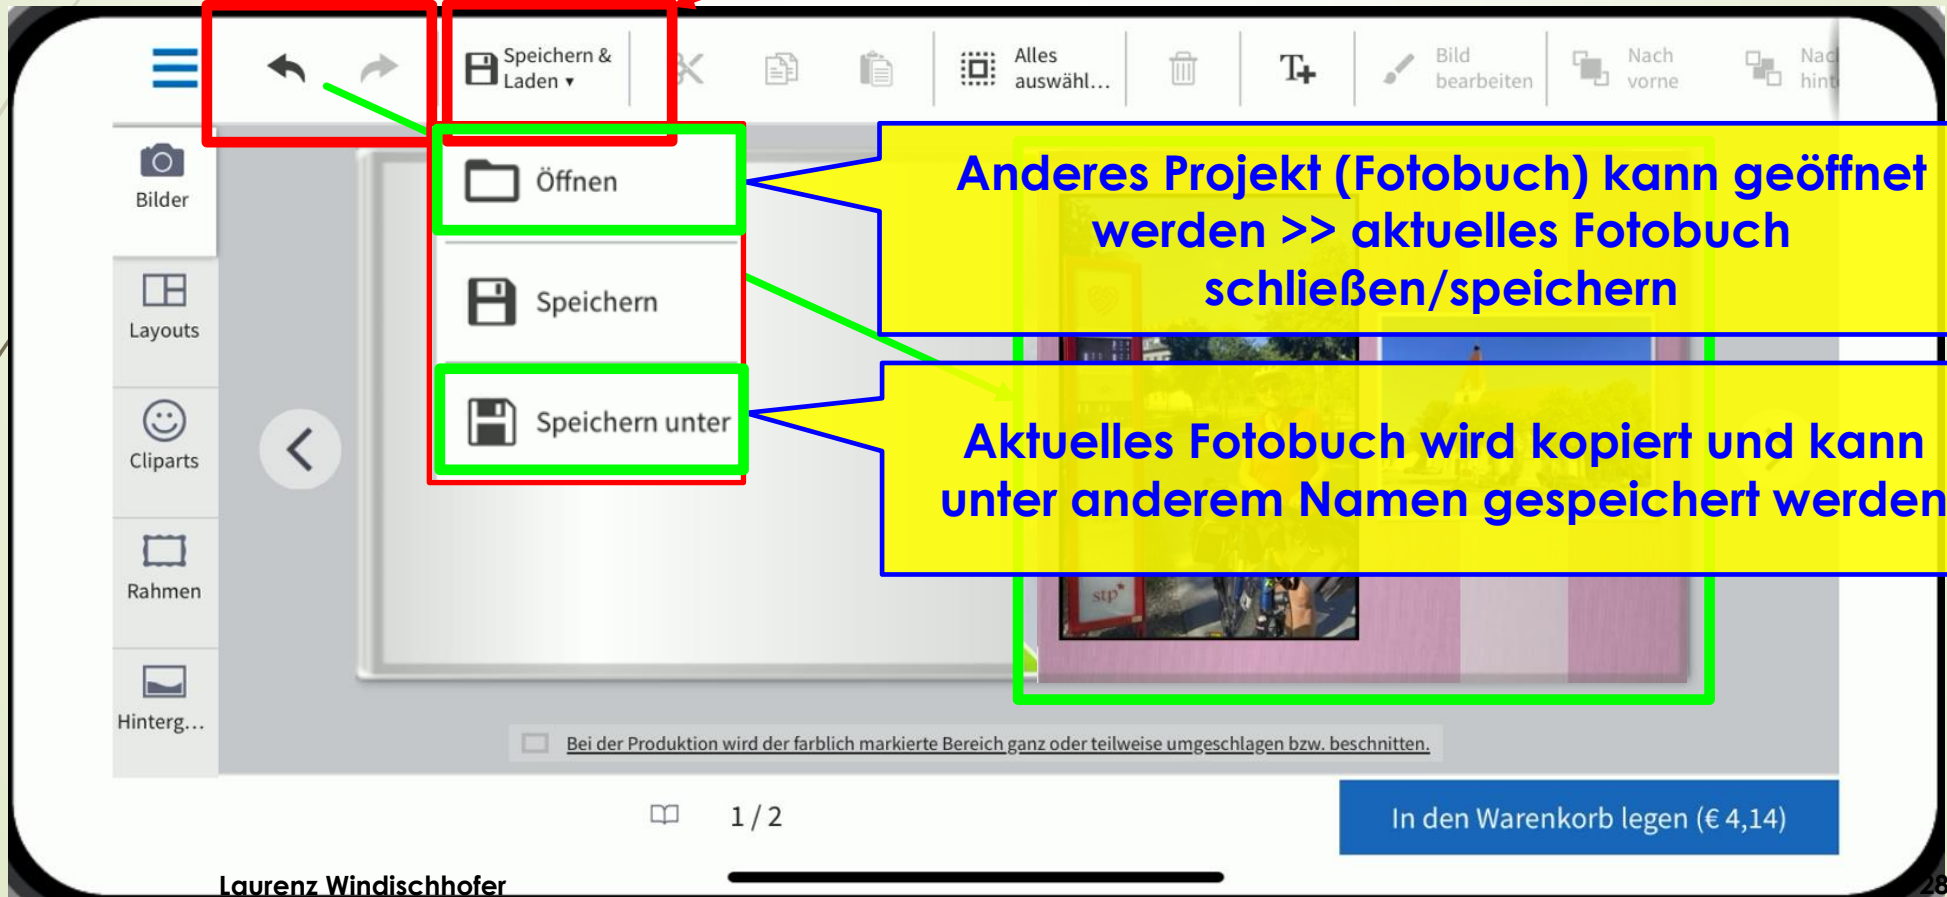 Speichern &
Laden ▾
Alles
auswähl...
T+
Bild
bearbeiten
Nach
vorne
Bilder
Layouts
Cliparts
Rahmen
Hinterg...
Öffnen
Speichern
Speichern unter
Anderes Projekt (Fotobuch) kann geöffnet
werden >> aktuelles Fotobuch
schließen/speichern
Aktuelles Fotobuch wird kopiert und kann
unter anderem Namen gespeichert werden
stp*
Bei der Produktion wird der farblich markierte Bereich ganz oder teilweise umgeschlagen bzw. beschnitten.
1 / 2
In den Warenkorb legen (€ 4,14)
Laurenz Windischhofer
28